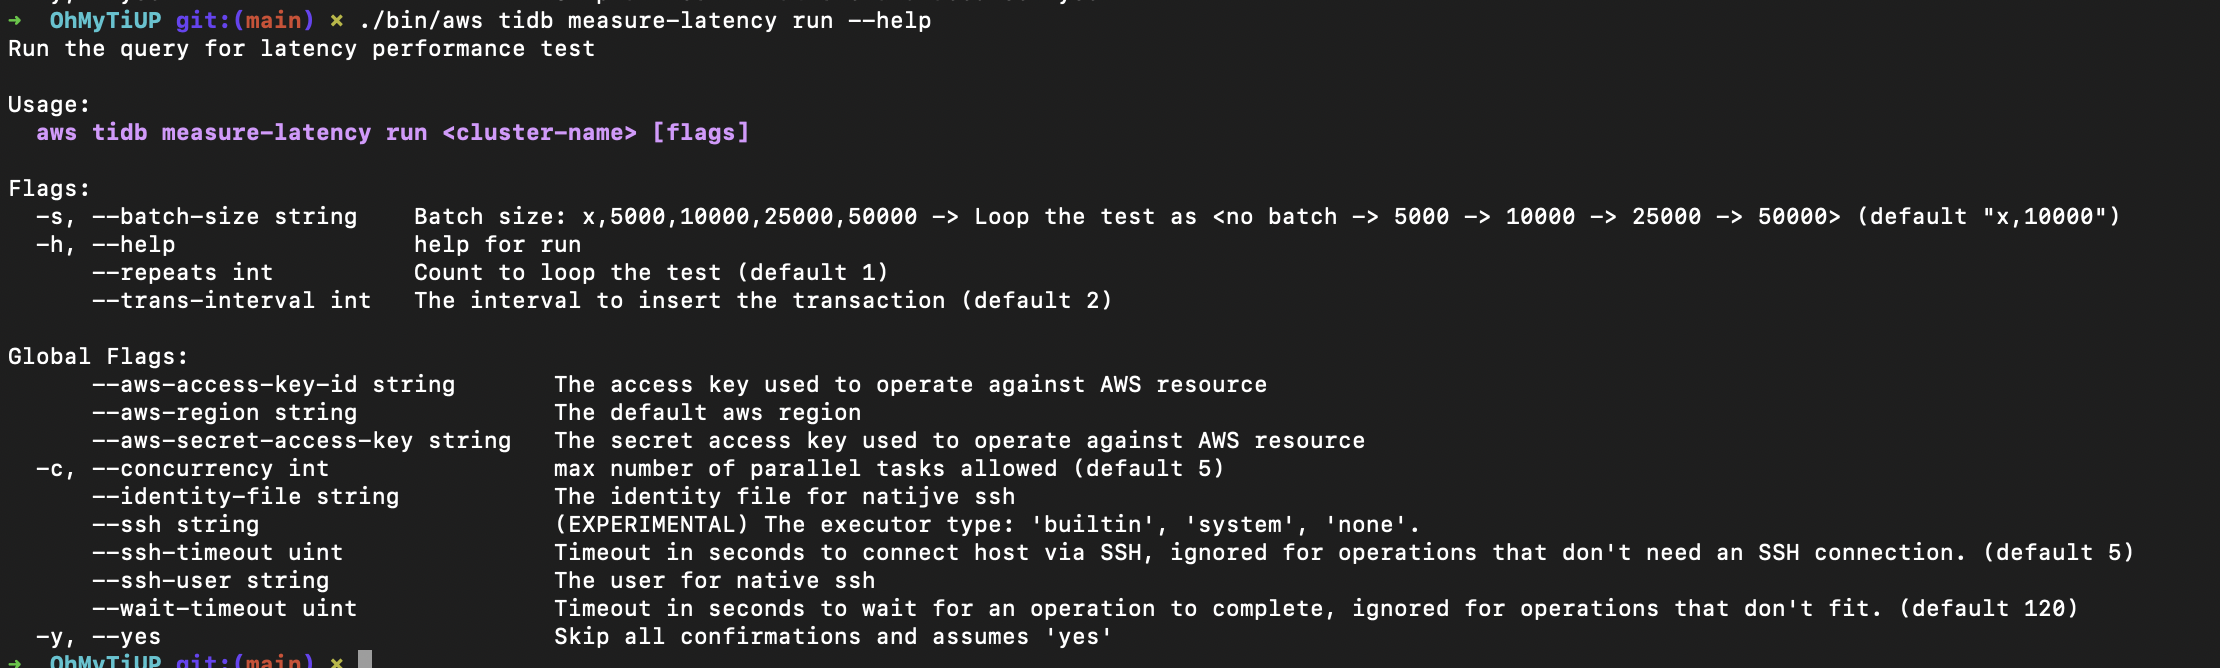 ➜  OhMyTiUP git:(main) ✗ ./bin/aws tidb measure-latency run --help
Run the query for latency performance test

Usage:
  aws tidb measure-latency run <cluster-name> [flags]

Flags:
  -s, --batch-size string    Batch size: x,5000,10000,25000,50000 -> Loop the test as <no batch -> 5000 -> 10000 -> 25000 -> 50000> (default "x,10000")
  -h, --help                 help for run
      --repeats int          Count to loop the test (default 1)
      --trans-interval int   The interval to insert the transaction (default 2)

Global Flags:
      --aws-access-key-id string       The access key used to operate against AWS resource
      --aws-region string              The default aws region
      --aws-secret-access-key string   The secret access key used to operate against AWS resource
  -c, --concurrency int                max number of parallel tasks allowed (default 5)
      --identity-file string           The identity file for natijve ssh
      --ssh string                     (EXPERIMENTAL) The executor type: 'builtin', 'system', 'none'.
      --ssh-timeout uint               Timeout in seconds to connect host via SSH, ignored for operations that don't need an SSH connection. (default 5)
      --ssh-user string                The user for native ssh
      --wait-timeout uint              Timeout in seconds to wait for an operation to complete, ignored for operations that don't fit. (default 120)
  -y, --yes                            Skip all confirmations and assumes 'yes'
➜  OhMyTiUP git:(main) ✗